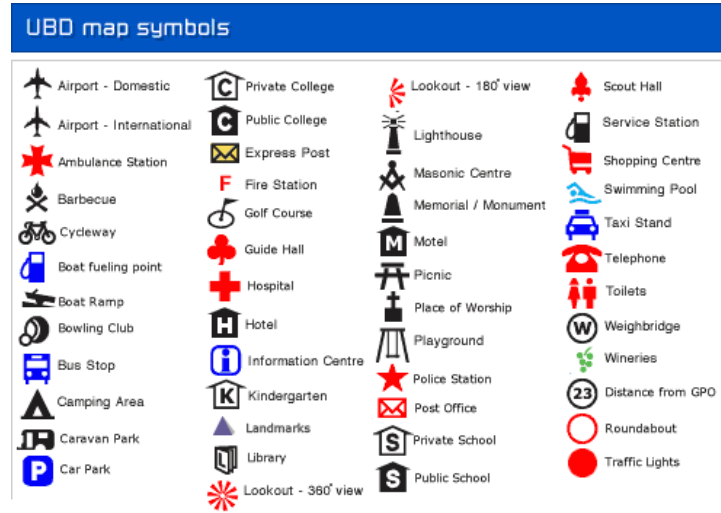 UBD map symbols
Airport - Domestic
Airport - International
Ambulance Station
Barbecue
Cycleway
Boat fueling point
Boat Ramp
Bowling Club
Bus Stop
Camping Area
Caravan Park
P Car Park
C Private College
C Public College
Express Post
F Fire Station
Golf Course
Guide Hall
Hospital
H Hotel
i Information Centre
K Kindergarten
Landmarks
L Library
Lookout - 360° view
Lookout - 180° view
Lighthouse
Masonic Centre
Memorial / Monument
M Motel
Picnic
Place of Worship
Playground
Police Station
Post Office
S Private School
S Public School
Scout Hall
Service Station
Shopping Centre
Swimming Pool
Taxi Stand
Telephone
Toilets
W Weighbridge
Wineries
23 Distance from GPO
Roundabout
Traffic Lights